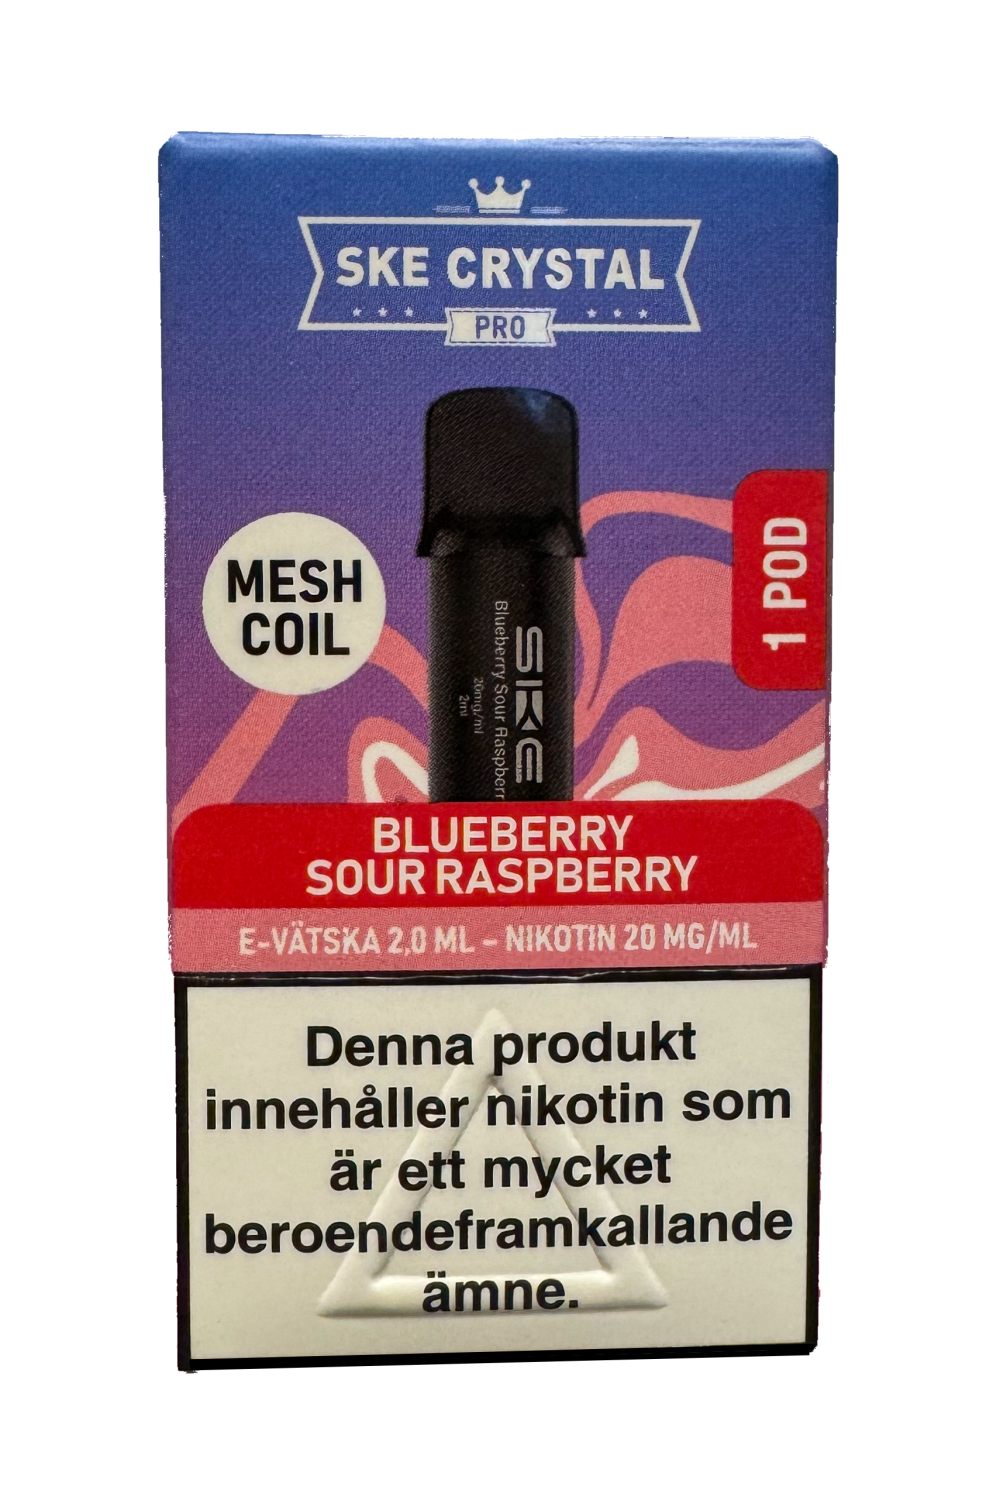 SKE CRYSTAL
PRO
MESH
COIL
1 POD
SKE
Blueberry Sour Raspberr
20mg/ml
2ml
BLUEBERRY
SOUR RASPBERRY
E-VÄTSKA 2,0 ML – NIKOTIN 20 MG/ML
Denna produkt
innehåller nikotin som
är ett mycket
beroendeframkallande
ämne.